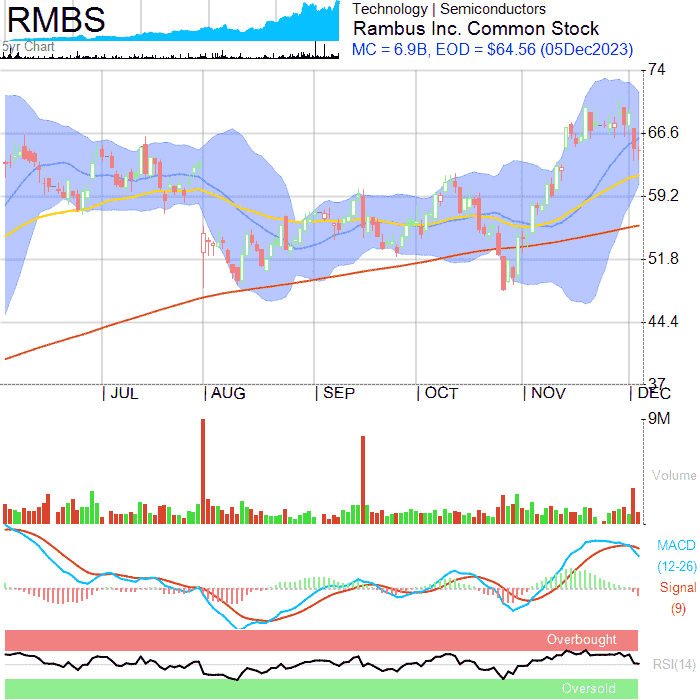 RMBS
5yr Chart
Technology | Semiconductors
Rambus Inc. Common Stock
MC = 6.9B, EOD = $64.56 (05Dec2023)
74
66.6
59.2
51.8
44.4
37
JUL AUG SEP OCT NOV DEC
9M
Volume
MACD
(12-26)
Signal
(9)
Overbought
RSI(14)
Oversold